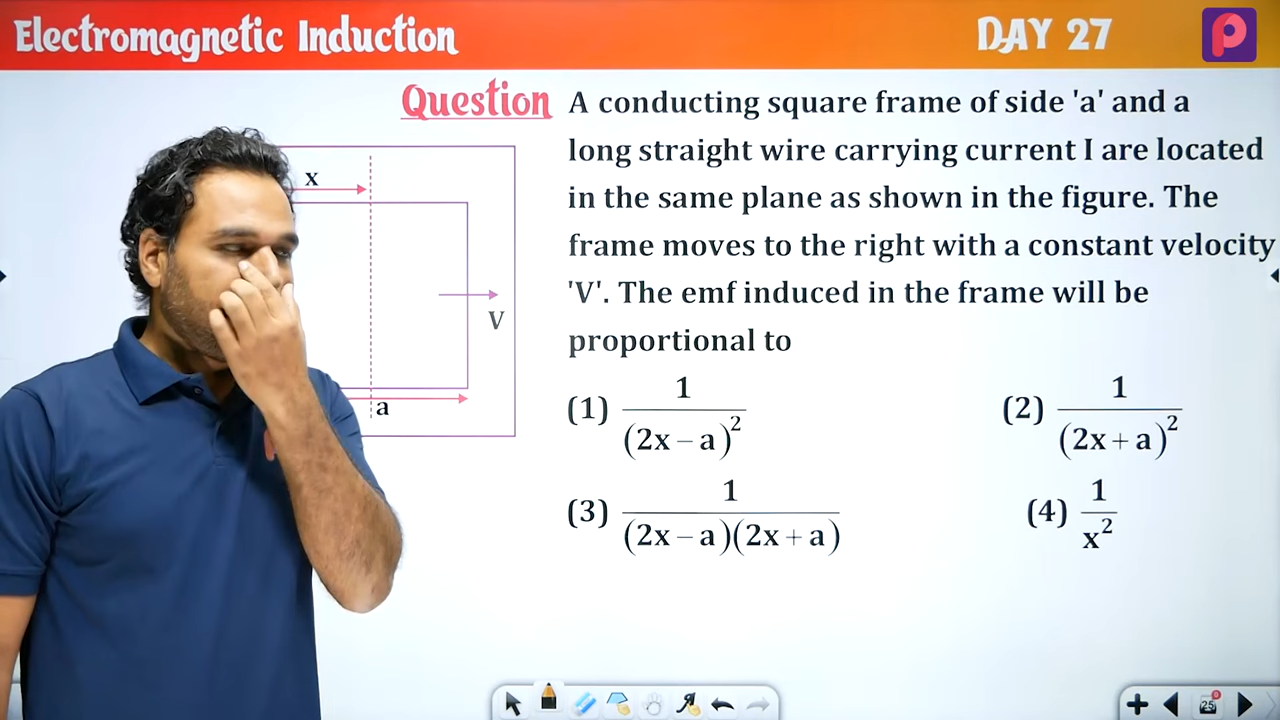 Electromagnetic Induction
DAY 27
Question A conducting square frame of side 'a' and a
long straight wire carrying current I are located
in the same plane as shown in the figure. The
frame moves to the right with a constant velocity
'V'. The emf induced in the frame will be
proportional to
x
V
a
(1) 1/(2x – a)²
(2) 1/(2x + a)²
(3) 1/(2x – a)(2x + a)
(4) 1/x²
25